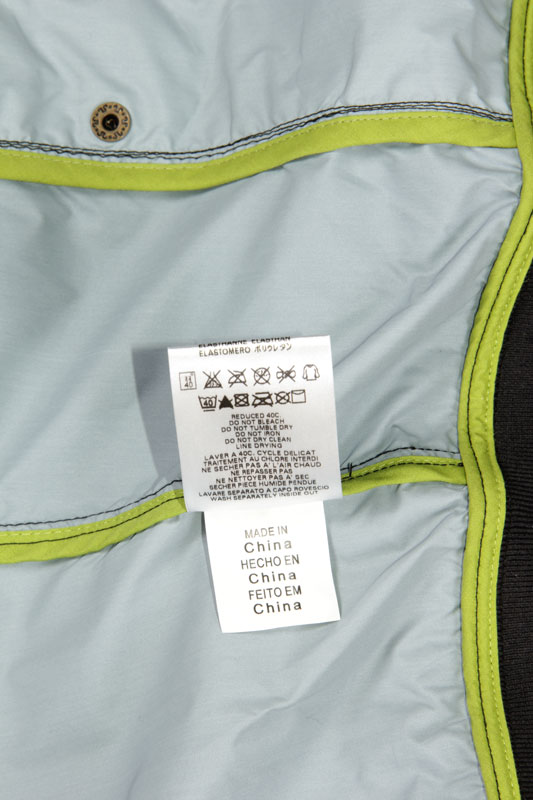 ELASTHANNE ELASTHAN
ELASTOMERO ポリウレタン
40
40
REDUCED 40C.
DO NOT BLEACH
DO NOT TUMBLE DRY
DO NOT IRON
DO NOT DRY CLEAN
LINE DRYING
LAVER A 40C. CYCLE DELICAT
TRAITEMENT AU CHLORE INTERDI
NE SECHER PAS A' L'AIR CHAUD
NE REPASSER PAS
NE NETTOYER PAS A' SEC
SECHER PIECE HUMIDE PENDUE
LAVARE SEPARATO A CAPO ROVESCIO
WASH SEPARATELY INSIDE OUT
MADE IN
China
HECHO EN
China
FEITO EM
China